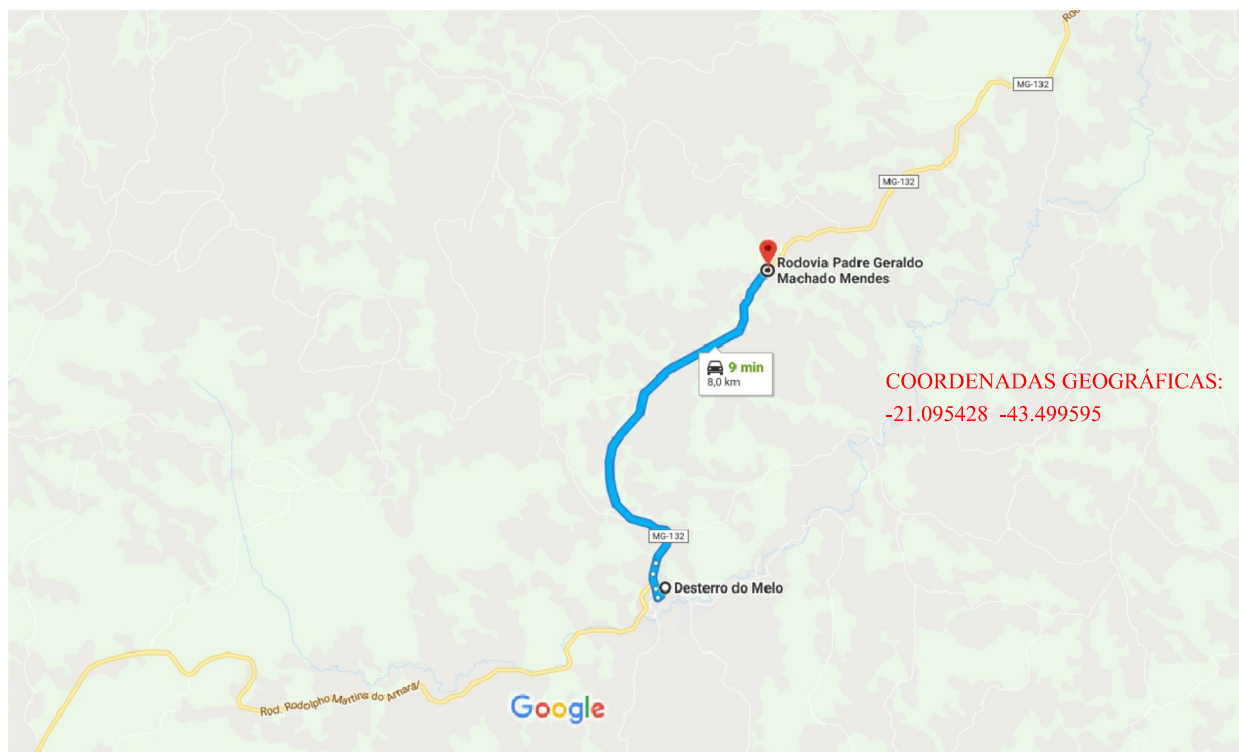 Rod
MG-132
MG-132
Rodovia Padre Geraldo
Machado Mendes
9 min
8,0 km
COORDENADAS GEOGRÁFICAS:
-21.095428 -43.499595
MG-132
Desterro do Melo
Rod. Rodolpho Martins do Amaral
Google